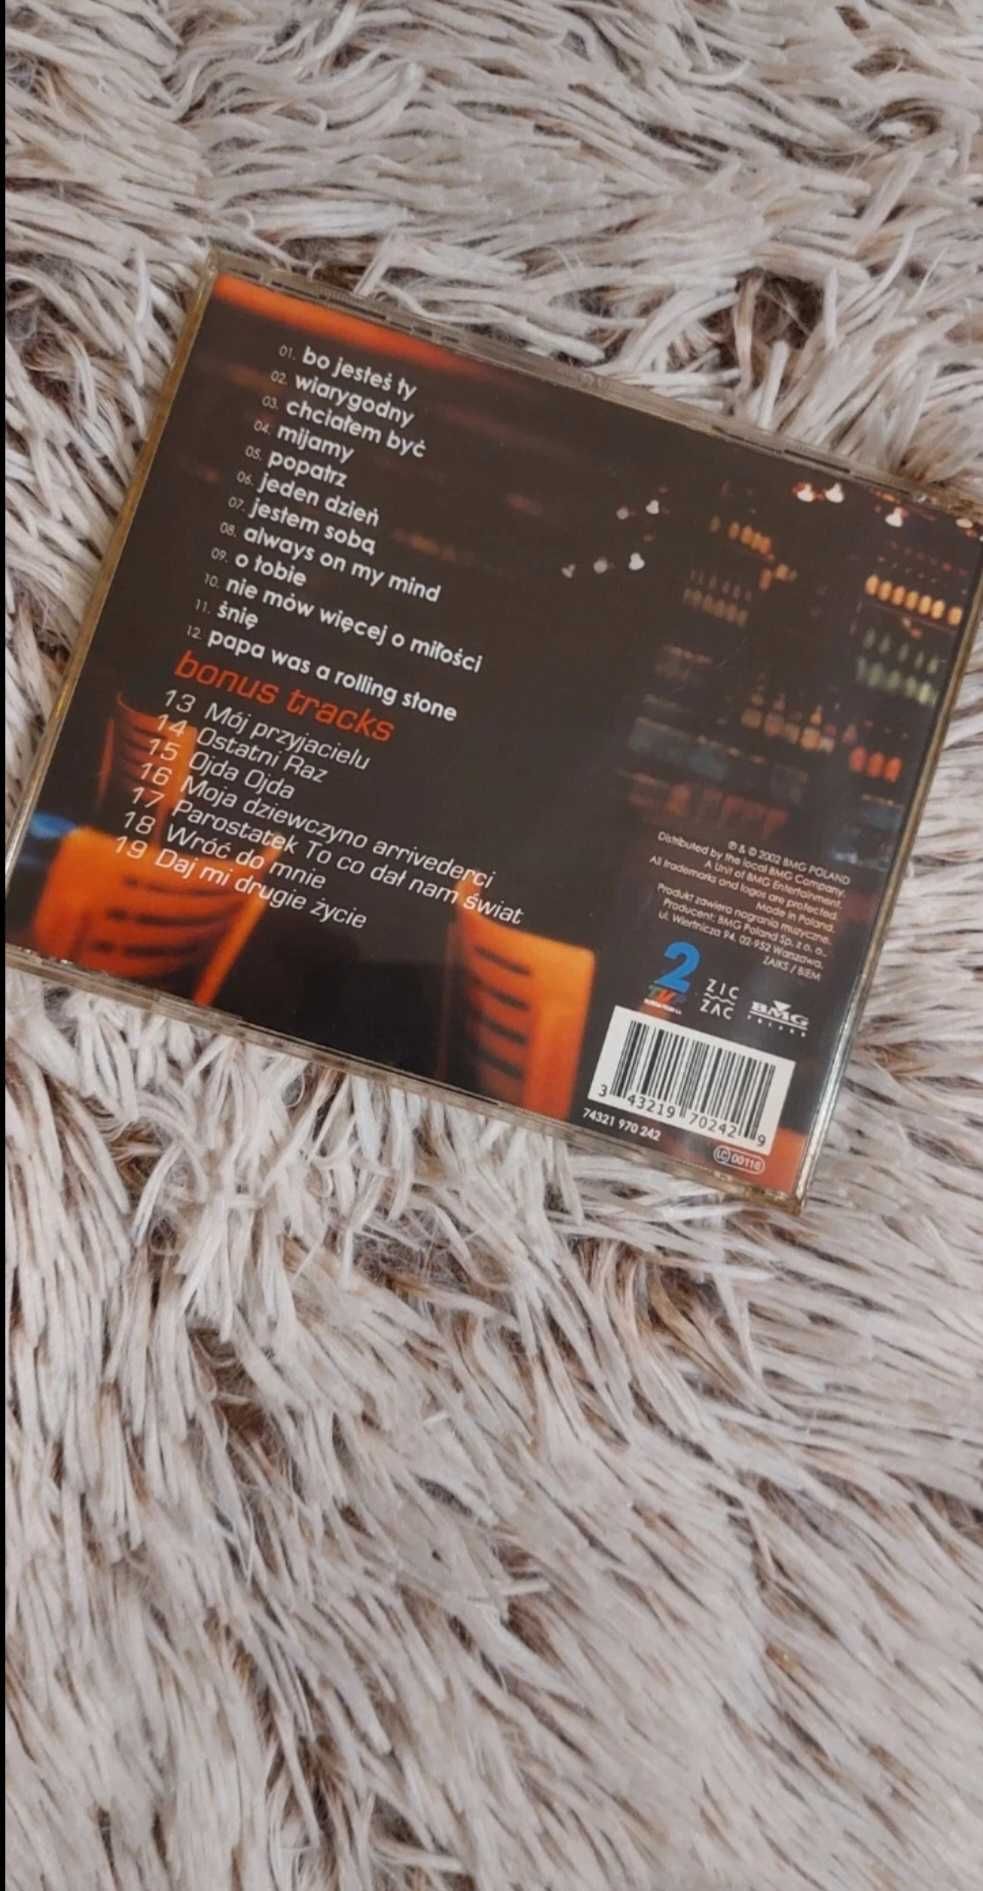 01. bo jesteś ty
02. wiarygodny
03. chciałem być
04. mijamy
05. popatrz
06. jeden dzień
07. jestem sobą
08. always on my mind
09. o tobie
10. nie mów więcej o miłości
11. śnię
12. papa was a rolling stone
bonus tracks
13 Mój przyjacielu
14 Ostatni Raz
15 Ojda Ojda
16 Moja dziewczyno arrivederci
17 Parostatek To co dał nam świat
18 Wróć do mnie
19 Daj mi drugie życie
℗ & © 2002 BMG POLAND
Distributed by the local BMG Company.
A Unit of BMG Entertainment.
All trademarks and logos are protected.
Made in Poland.
Produkt zawiera nagrania muzyczne.
Producent: BMG Poland Sp. z o. o.,
ul. Wiertnicza 94, 02-952 Warszawa.
ZAIKS / BIEM
2
TVP
ZIC
ZAC
BMG
POLAND
3 43219 70242 9
74321 970 242
LC 00116